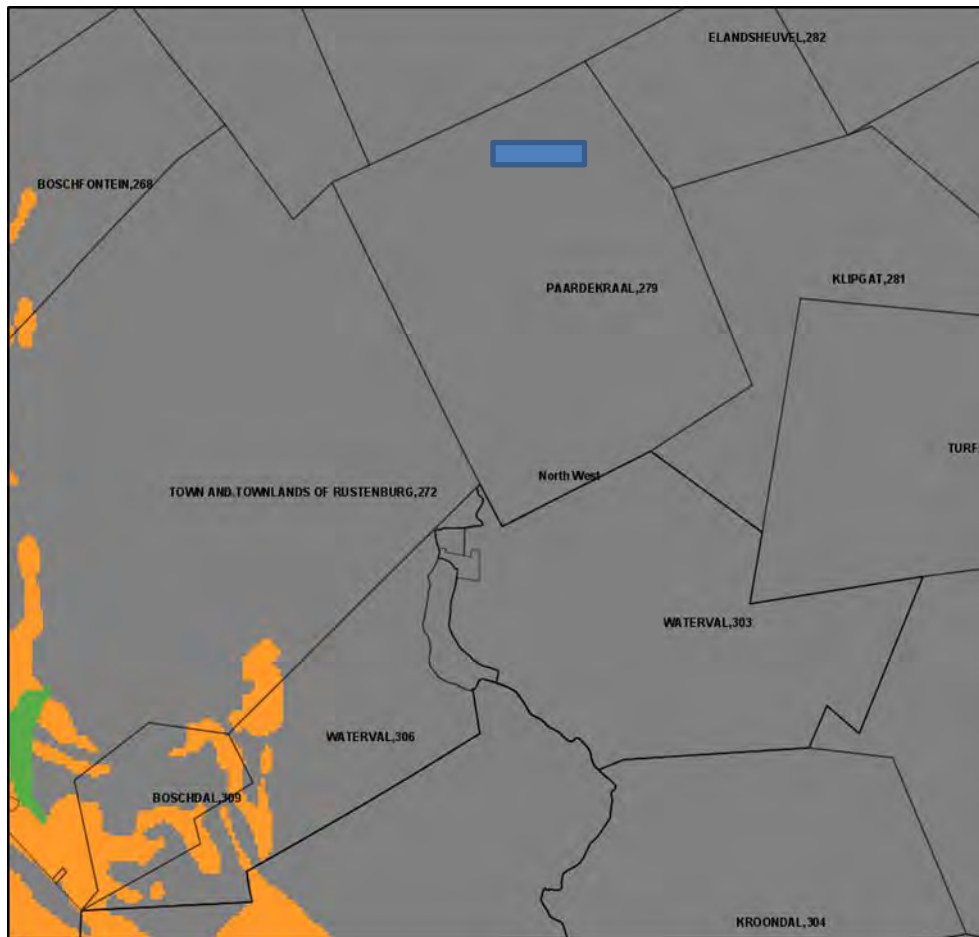 ELANDSHEUVEL,282
BOSCHFONTEIN,268
KLIPGAT,281
PAARDEKRAAL,279
TURF
North West
TOWN AND TOWNLANDS OF RUSTENBURG,272
WATERVAL,303
WATERVAL,306
BOSCHDAL,309
KROONDAL,304